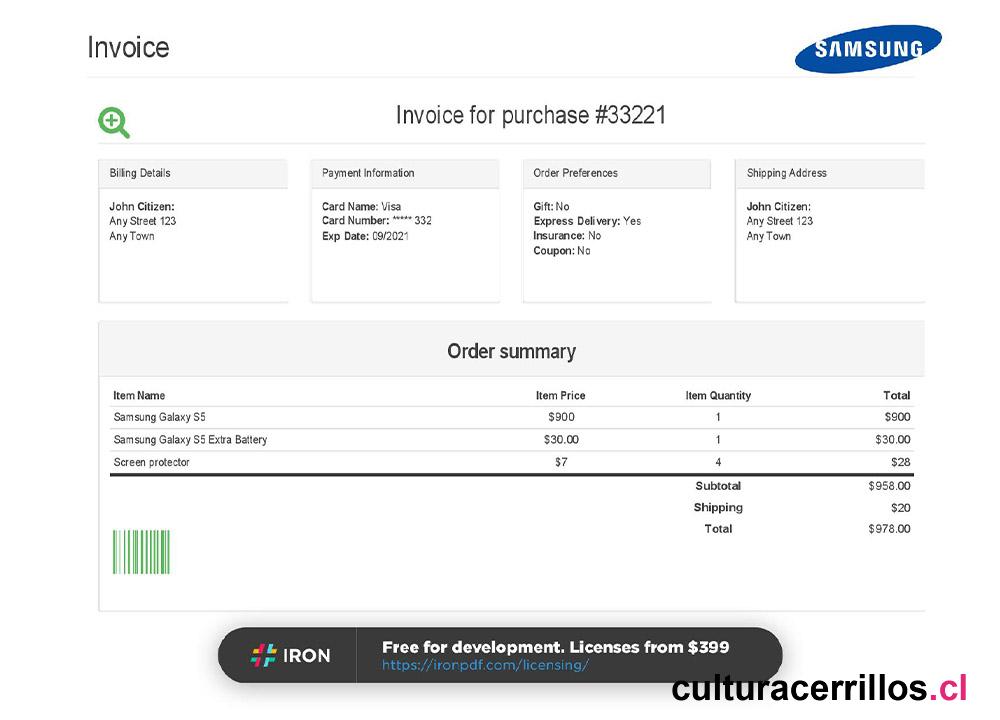 Invoice
SAMSUNG
Invoice for purchase #33221
Billing Details
John Citizen:
Any Street 123
Any Town
Payment Information
Card Name: Visa
Card Number: ***** 332
Exp Date: 09/2021
Order Preferences
Gift: No
Express Delivery: Yes
Insurance: No
Coupon: No
Shipping Address
John Citizen:
Any Street 123
Any Town
Order summary
Item Name Item Price Item Quantity Total
Samsung Galaxy S5 $900 1 $900
Samsung Galaxy S5 Extra Battery $30.00 1 $30.00
Screen protector $7 4 $28
Subtotal $958.00
Shipping $20
Total $978.00
IRON
Free for development. Licenses from $399
https://ironpdf.com/licensing/
culturacerrillos.cl